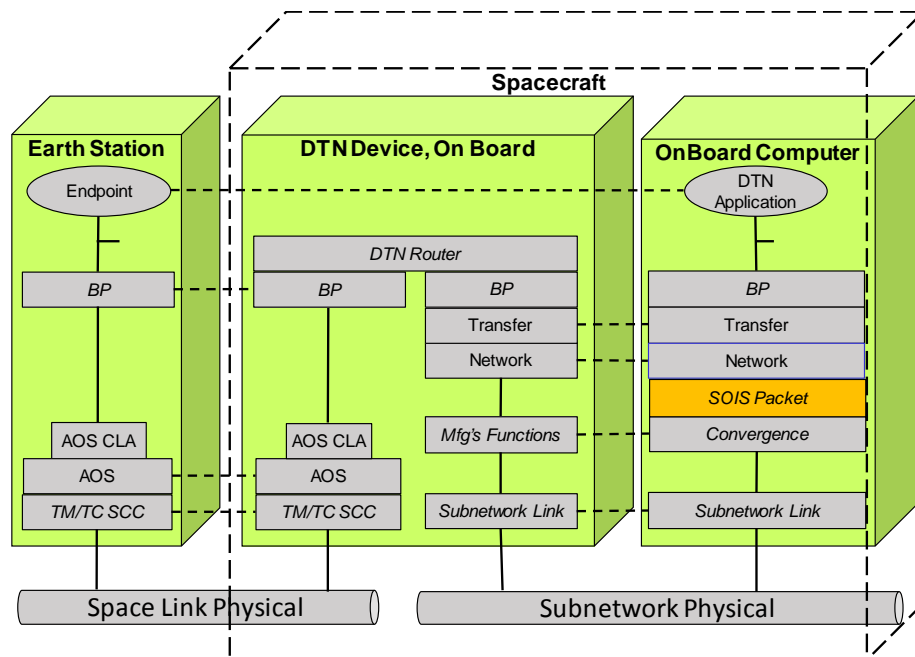 Spacecraft
Earth Station
DTN Device, On Board
OnBoard Computer
Endpoint
DTN
Application
DTN Router
BP
BP
BP
BP
Transfer
Transfer
Network
Network
SOIS Packet
AOS CLA
AOS CLA
Mfg's Functions
Convergence
AOS
AOS
TM/TC SCC
TM/TC SCC
Subnetwork Link
Subnetwork Link
Space Link Physical
Subnetwork Physical